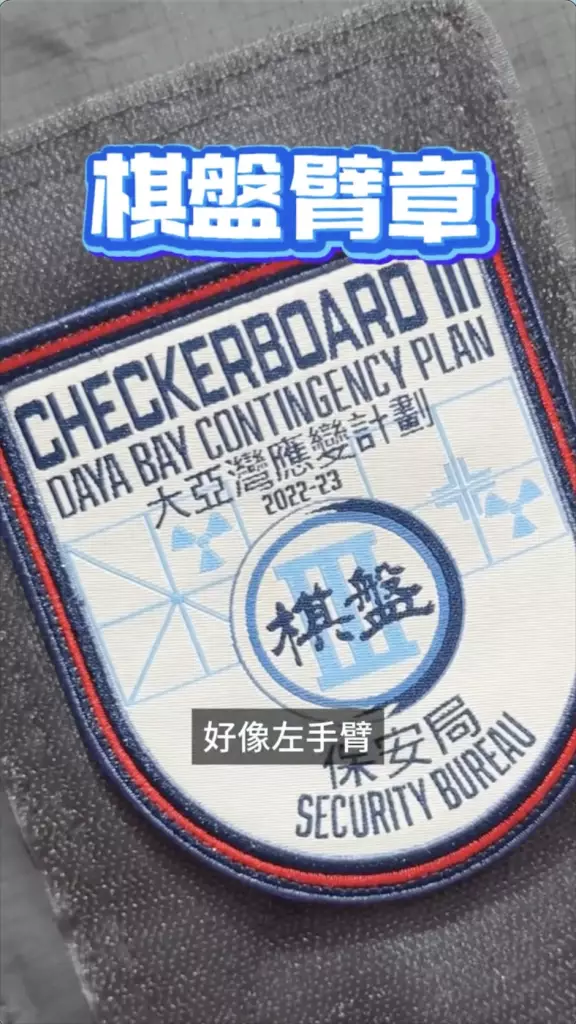 棋盤臂章
CHECKERBOARD III
DAYA BAY CONTINGENCY PLAN
大亞灣應變計劃
2022-23
III
棋盤
好像左手臂
保安局
SECURITY BUREAU